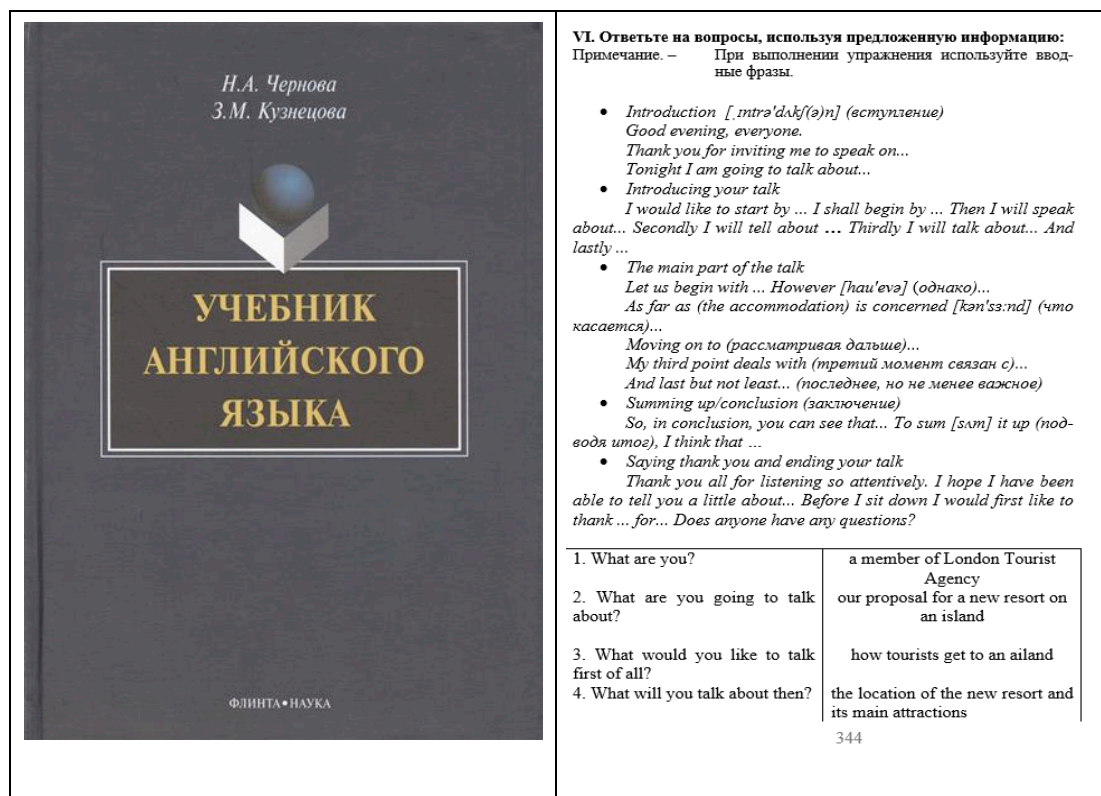 Н.А. Чернова
З.М. Кузнецова
УЧЕБНИК
АНГЛИЙСКОГО
ЯЗЫКА
ФЛИНТА•НАУКА
VI. Ответьте на вопросы, используя предложенную информацию:
Примечание. – При выполнении упражнения используйте ввод-
ные фразы.
• Introduction [ˌɪntrə'dʌkʃ(ə)n] (вступление)
Good evening, everyone.
Thank you for inviting me to speak on...
Tonight I am going to talk about...
• Introducing your talk
I would like to start by ... I shall begin by ... Then I will speak
about... Secondly I will tell about ... Thirdly I will talk about... And
lastly ...
• The main part of the talk
Let us begin with ... However [hau'evə] (однако)...
As far as (the accommodation) is concerned [kən'sɜ:nd] (что
касается)...
Moving on to (рассматривая дальше)...
My third point deals with (третий момент связан с)...
And last but not least... (последнее, но не менее важное)
• Summing up/conclusion (заключение)
So, in conclusion, you can see that... To sum [sʌm] it up (под-
водя итог), I think that ...
• Saying thank you and ending your talk
Thank you all for listening so attentively. I hope I have been
able to tell you a little about... Before I sit down I would first like to
thank ... for... Does anyone have any questions?
1. What are you? a member of London Tourist
Agency
2. What are you going to talk our proposal for a new resort on
about? an island
3. What would you like to talk how tourists get to an ailand
first of all?
4. What will you talk about then? the location of the new resort and
its main attractions
344